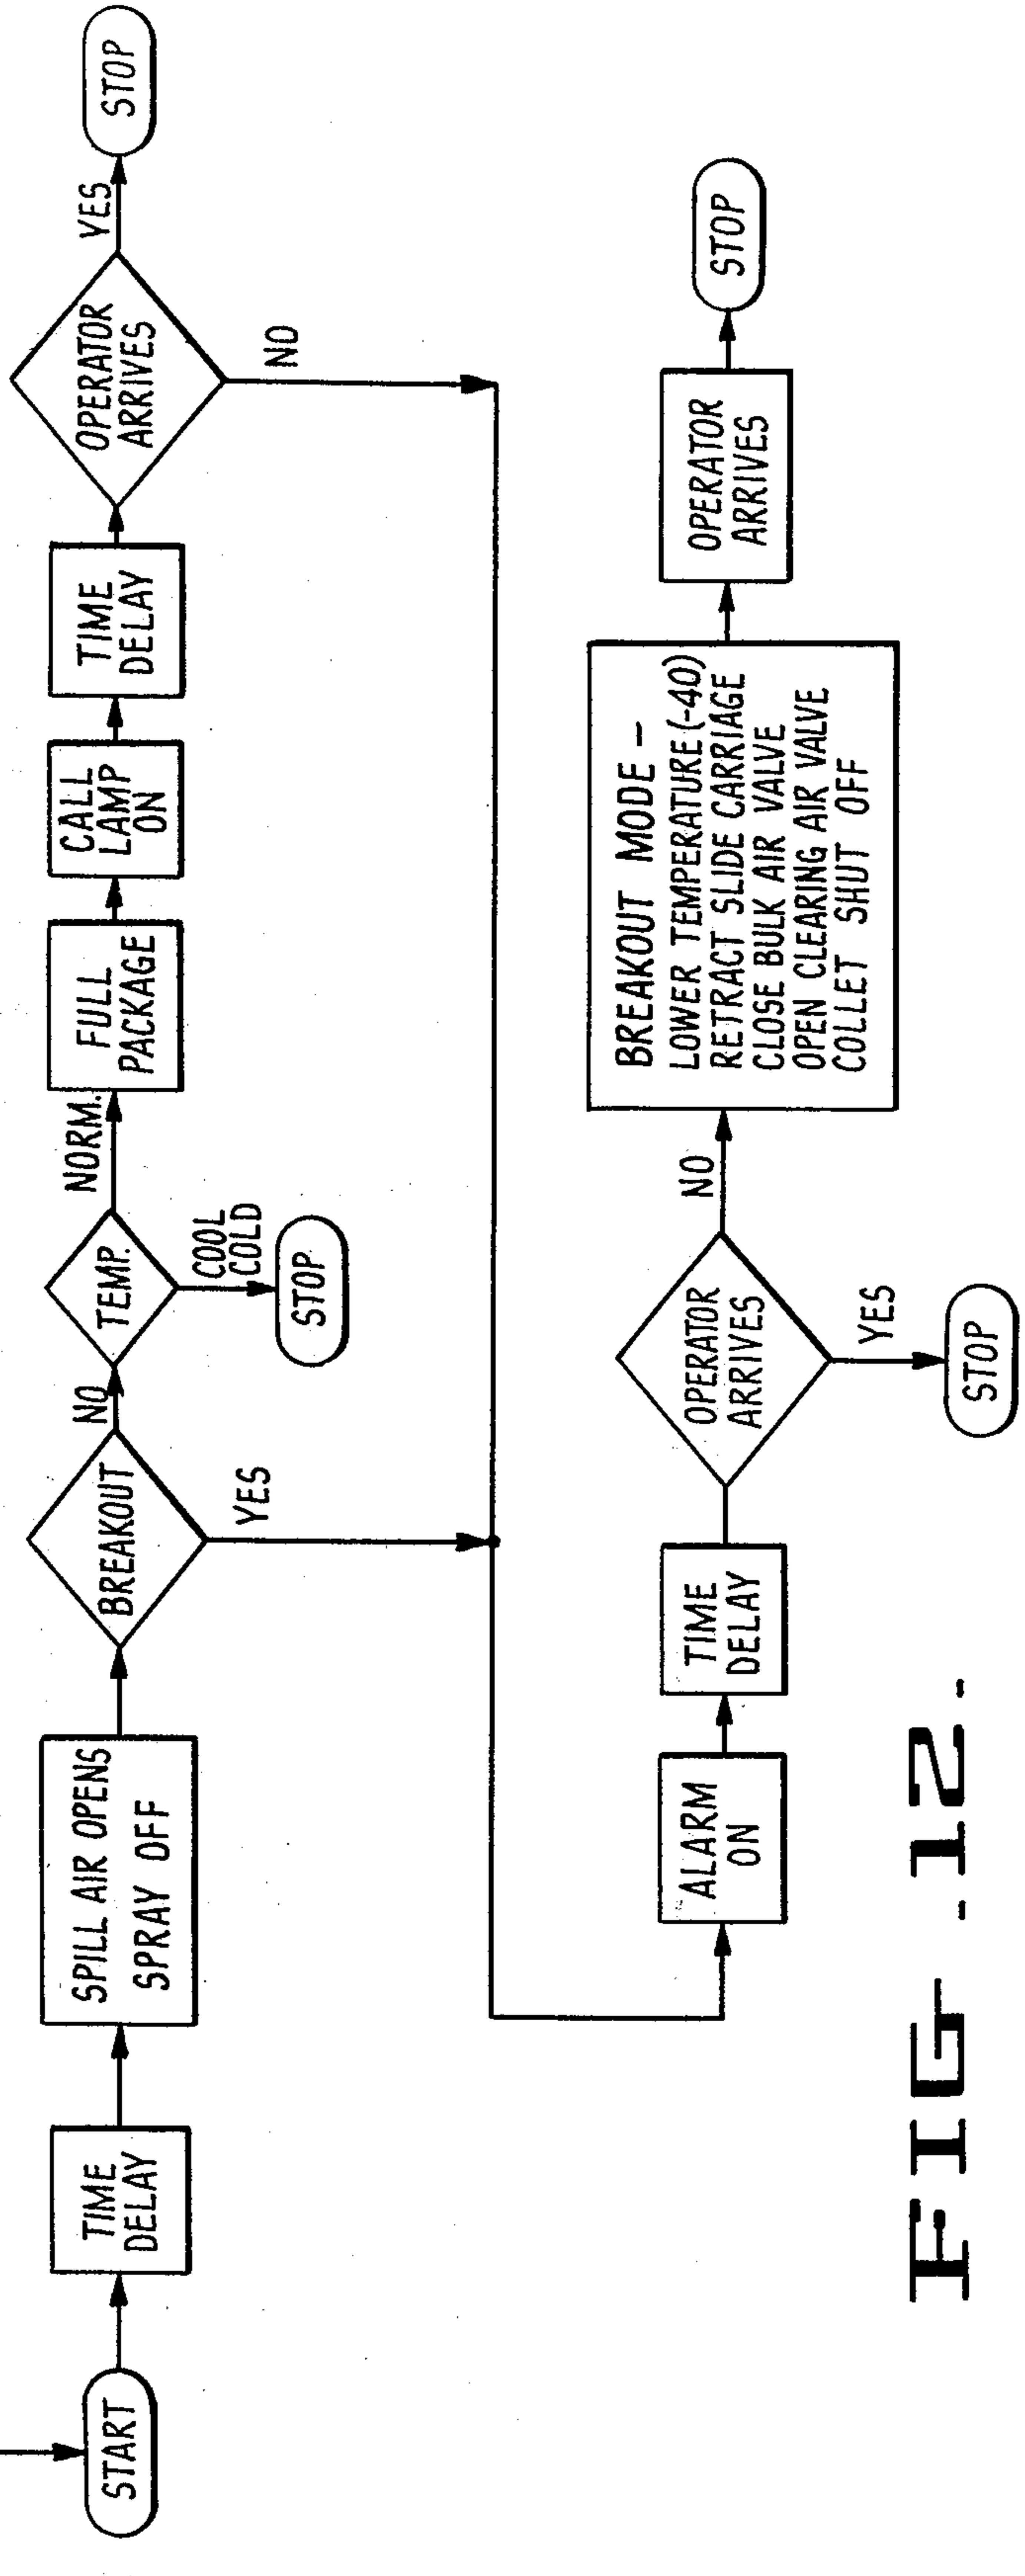 START
TIME
DELAY
SPILL AIR OPENS
SPRAY OFF
BREAKOUT
NO
YES
TEMP.
NORM.
COOL
COLD
STOP
FULL
PACKAGE
CALL
LAMP
ON
TIME
DELAY
OPERATOR
ARRIVES
YES
STOP
NO
ALARM
ON
TIME
DELAY
OPERATOR
ARRIVES
YES
STOP
NO
BREAKOUT MODE –
LOWER TEMPERATURE (-40)
RETRACT SLIDE CARRIAGE
CLOSE BULK AIR VALVE
OPEN CLEARING AIR VALVE
COLLET SHUT OFF
OPERATOR
ARRIVES
STOP
FIG.12.